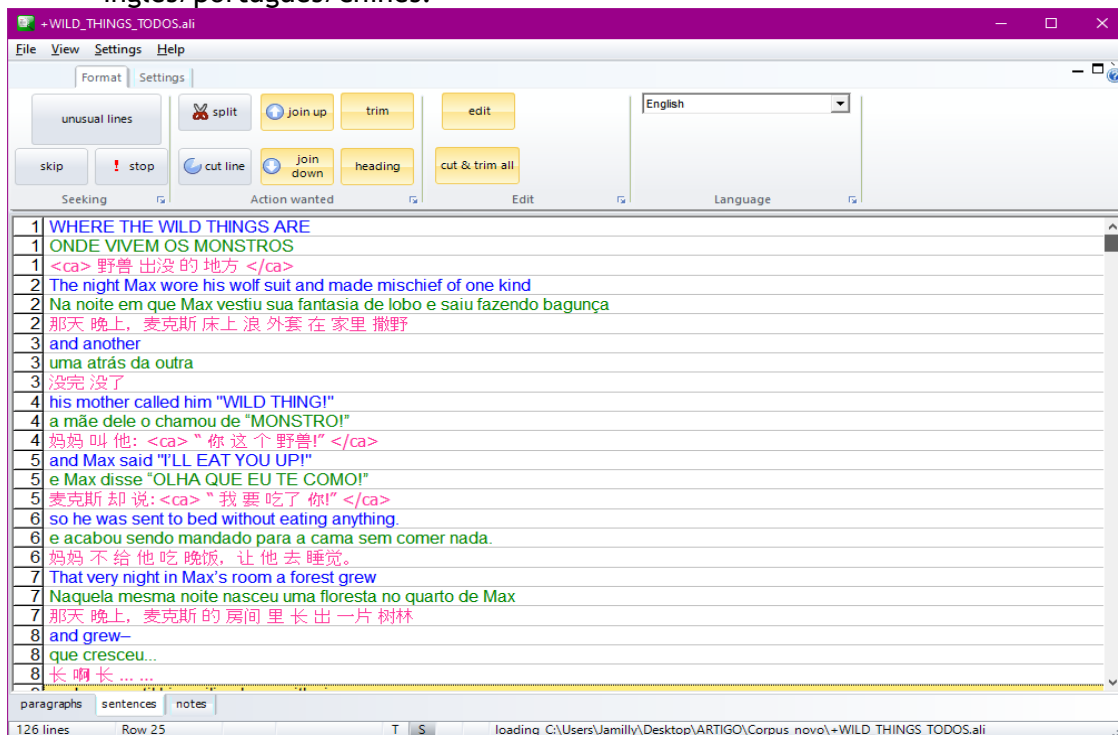 inglês/português/chinês.
+WILD_THINGS_TODOS.ali
File View Settings Help
Format Settings
unusual lines split join up trim edit English
skip ! stop cut line join down heading cut & trim all
Seeking Action wanted Edit Language
1 WHERE THE WILD THINGS ARE
1 ONDE VIVEM OS MONSTROS
1 <ca> 野兽 出没 的 地方 </ca>
2 The night Max wore his wolf suit and made mischief of one kind
2 Na noite em que Max vestiu sua fantasia de lobo e saiu fazendo bagunça
2 那天 晚上，麦克斯 床上 浪 外套 在 家里 撒野
3 and another
3 uma atrás da outra
3 没完 没了
4 his mother called him "WILD THING!"
4 a mãe dele o chamou de “MONSTRO!”
4 妈妈 叫 他: <ca> “ 你 这 个 野兽!” </ca>
5 and Max said "I’LL EAT YOU UP!"
5 e Max disse “OLHA QUE EU TE COMO!”
5 麦克斯 却 说: <ca> “ 我 要 吃了 你!” </ca>
6 so he was sent to bed without eating anything.
6 e acabou sendo mandado para a cama sem comer nada.
6 妈妈 不 给 他 吃 晚饭，让 他 去 睡觉。
7 That very night in Max’s room a forest grew
7 Naquela mesma noite nasceu uma floresta no quarto de Max
7 那天 晚上，麦克斯 的 房间 里 长 出 一片 树林
8 and grew–
8 que cresceu...
8 长 啊 长 ... ...
paragraphs sentences notes
126 lines Row 25 T S loading C:\Users\Jamilly\Desktop\ARTIGO\Corpus novo\+WILD_THINGS_TODOS.ali